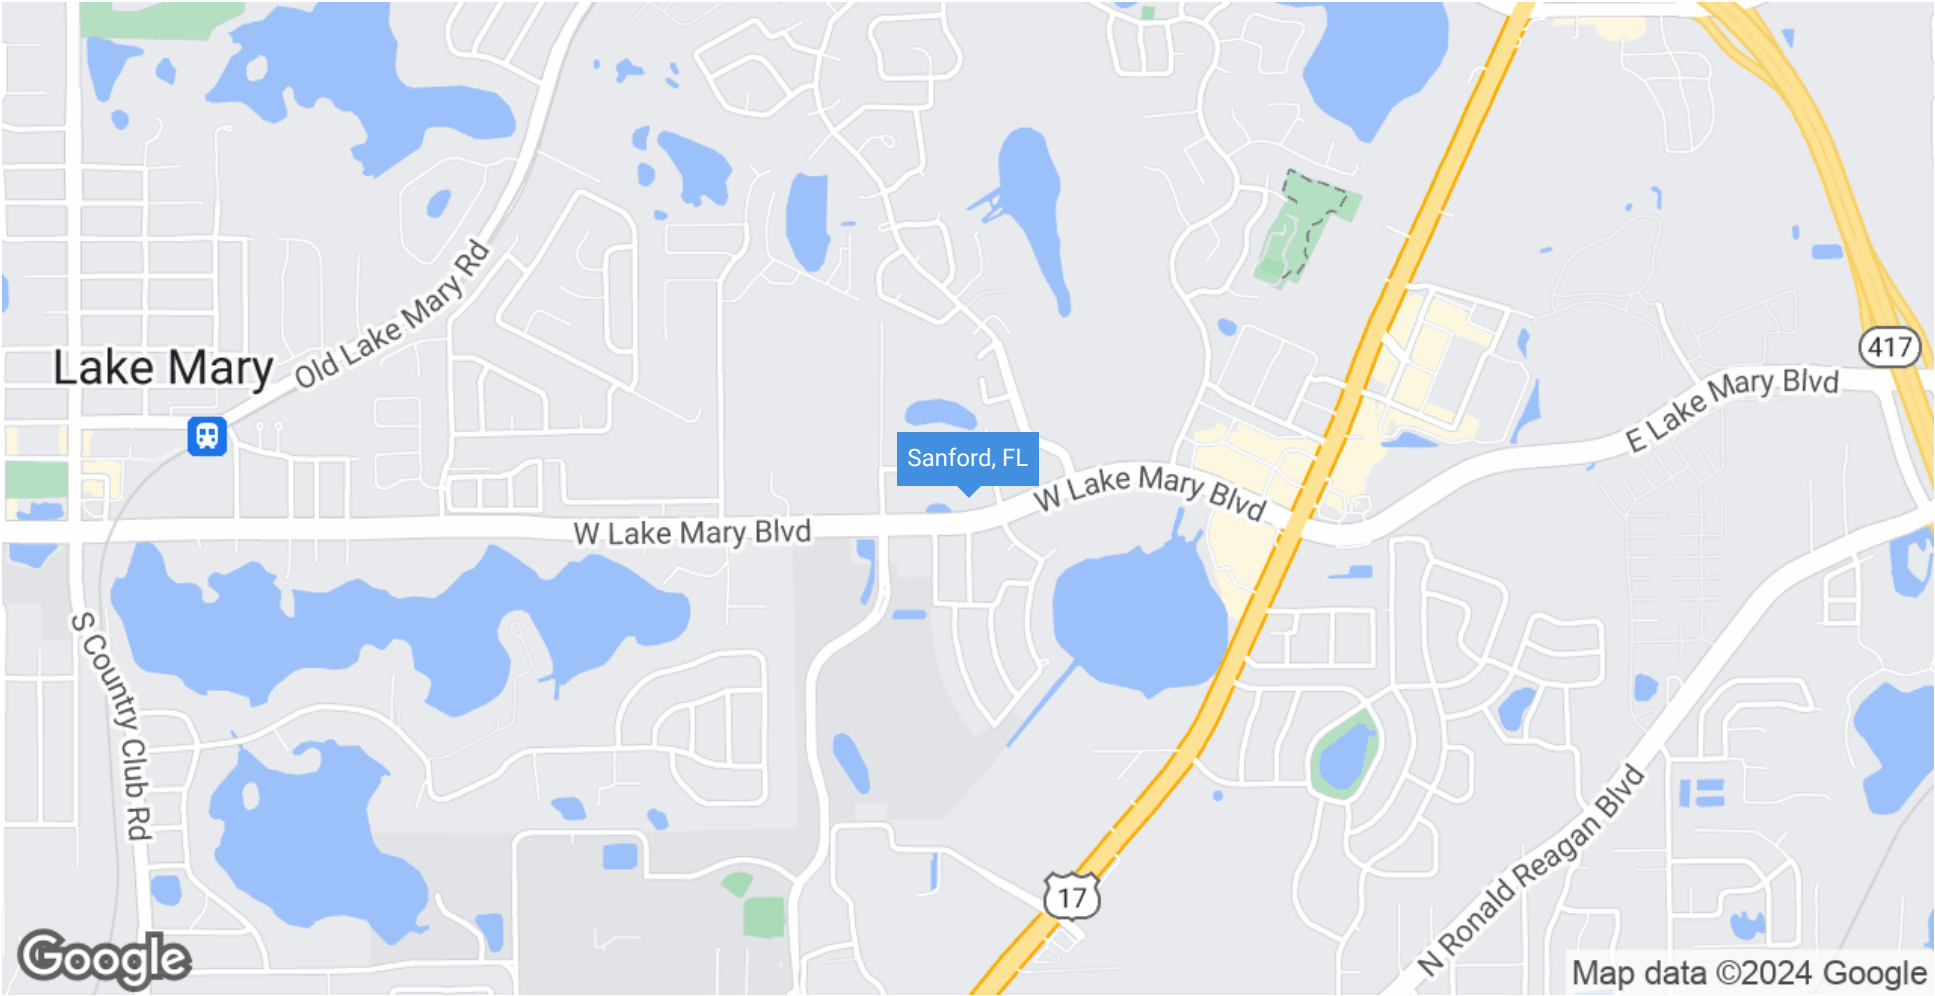 417
E Lake Mary Blvd
Old Lake Mary Rd
Lake Mary
Sanford, FL
W Lake Mary Blvd
W Lake Mary Blvd
S Country Club Rd
N Ronald Reagan Blvd
17
Google
Map data ©2024 Google